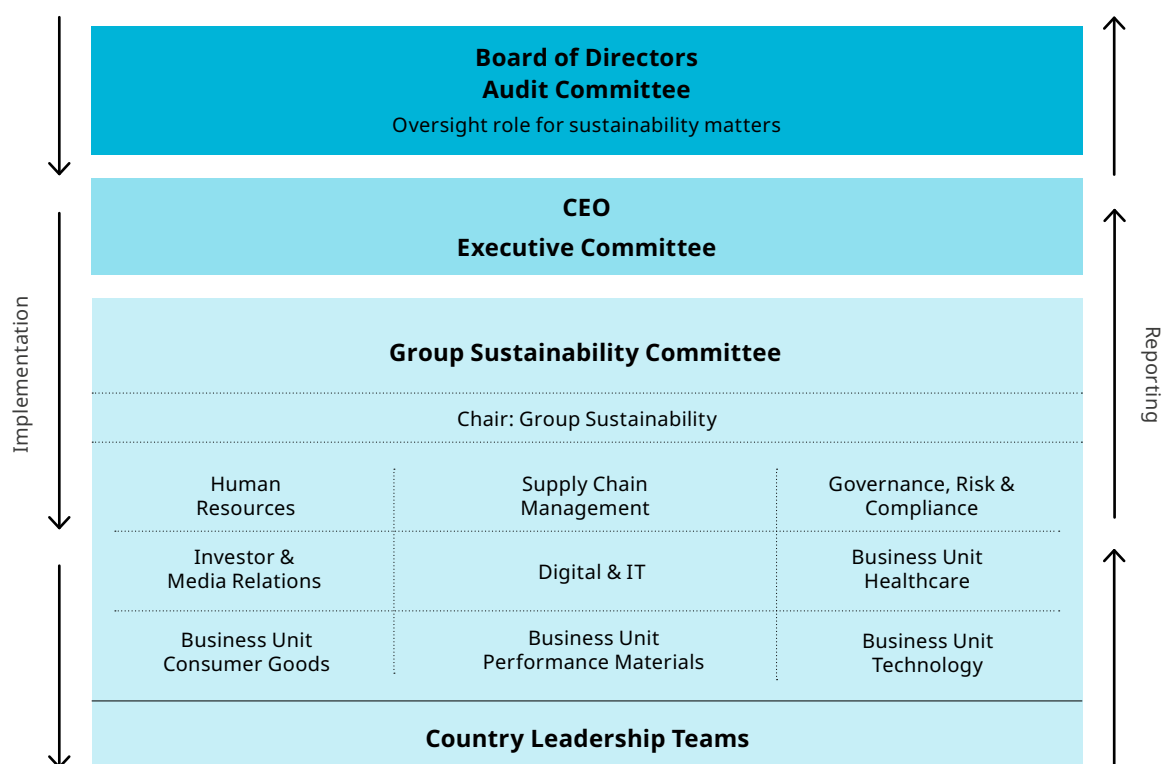 Board of Directors
Audit Committee
Oversight role for sustainability matters
CEO
Executive Committee
Implementation
Reporting
Group Sustainability Committee
Chair: Group Sustainability
Human
Resources
Supply Chain
Management
Governance, Risk &
Compliance
Investor &
Media Relations
Digital & IT
Business Unit
Healthcare
Business Unit
Consumer Goods
Business Unit
Performance Materials
Business Unit
Technology
Country Leadership Teams